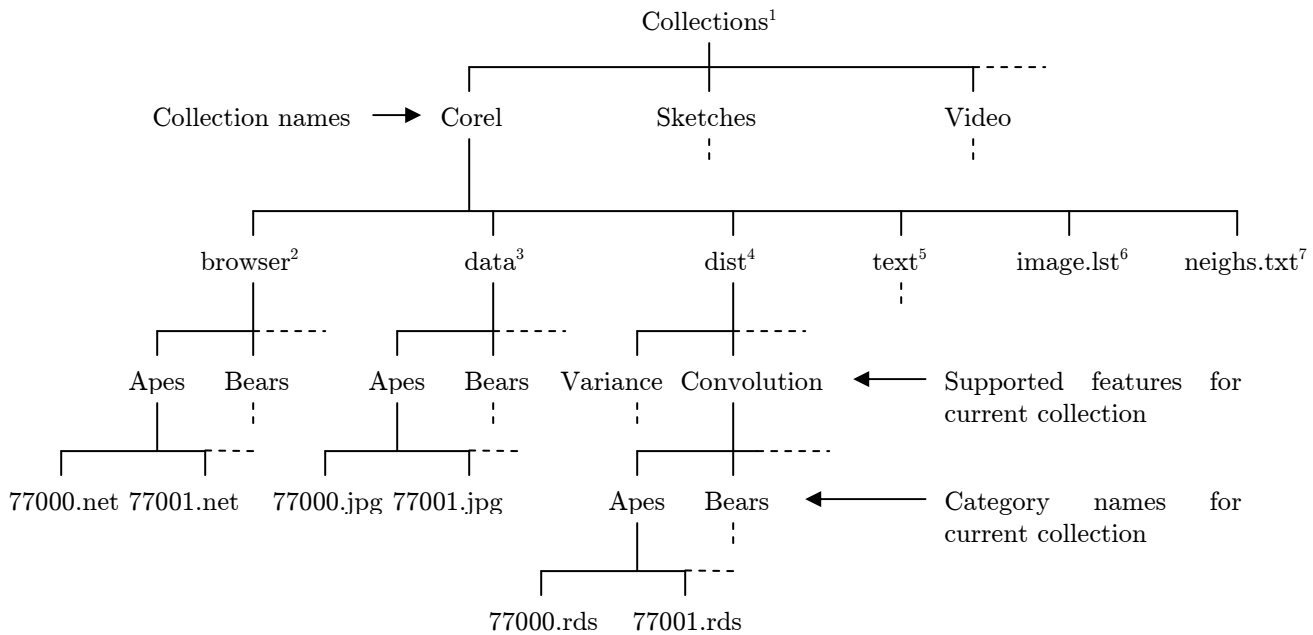 Collections1
Collection names Corel Sketches Video
browser2 data3 dist4 text5 image.lst6 neighs.txt7
Apes Bears Apes Bears Variance Convolution Supported features for
current collection
77000.net 77001.net 77000.jpg 77001.jpg Apes Bears Category names for
current collection
77000.rds 77001.rds